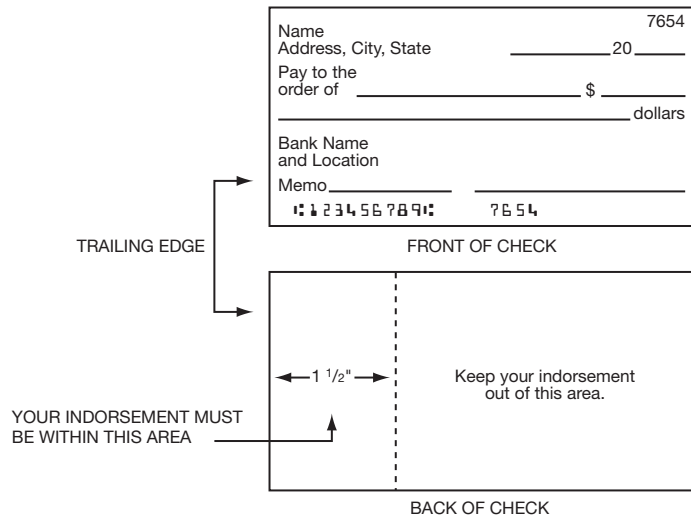 7654
Name
Address, City, State 20
Pay to the
order of $
dollars
Bank Name
and Location
Memo
⑆123456789⑆ 7654
TRAILING EDGE
FRONT OF CHECK
1 1/2"
Keep your indorsement
out of this area.
YOUR INDORSEMENT MUST
BE WITHIN THIS AREA
BACK OF CHECK